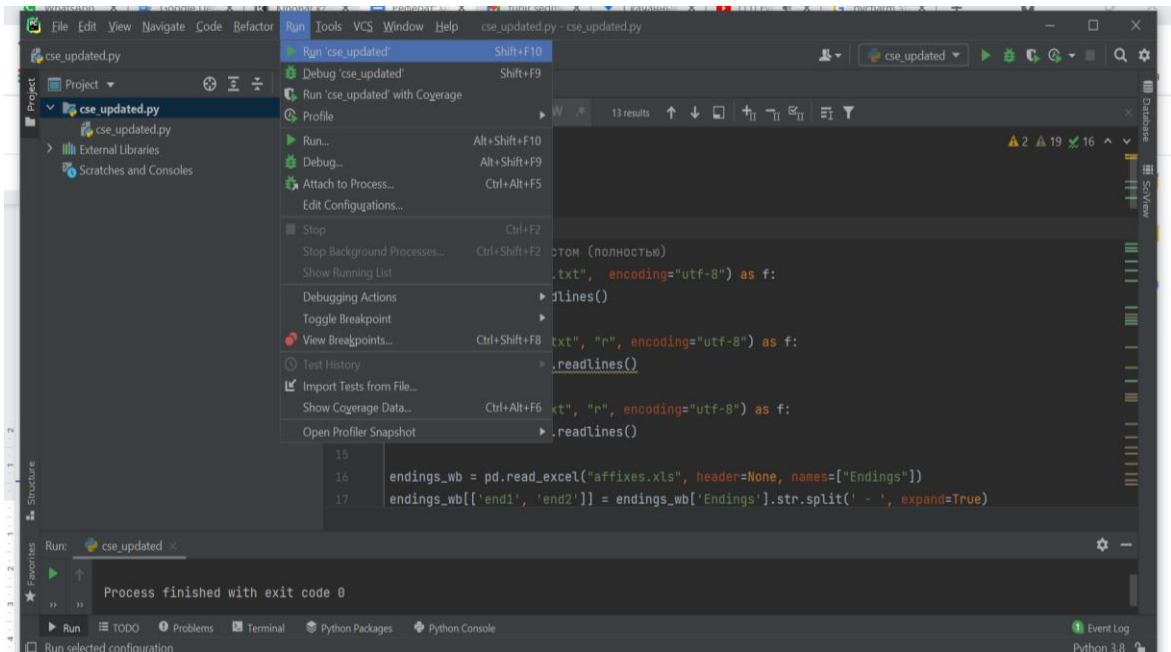 File Edit View Navigate Code Refactor Run Tools VCS Window Help cse_updated.py - cse_updated.py
cse_updated.py
cse_updated
Project
Run 'cse_updated' Shift+F10
Debug 'cse_updated' Shift+F9
Run 'cse_updated' with Coverage
Profile
Run... Alt+Shift+F10
Debug... Alt+Shift+F9
Attach to Process... Ctrl+Alt+F5
Edit Configurations...
Stop Ctrl+F2
Stop Background Processes... Ctrl+Shift+F2
Show Running List
Debugging Actions
Toggle Breakpoint
View Breakpoints... Ctrl+Shift+F8
Test History
Import Tests from File...
Show Coverage Data... Ctrl+Alt+F6
Open Profiler Snapshot
Project
cse_updated.py
cse_updated.py
External Libraries
Scratches and Consoles
W .* 13 results
2 19 16
Database
SciView
стом (полностью)
.txt", encoding="utf-8") as f:
dlines()
txt", "r", encoding="utf-8") as f:
.readlines()
xt", "r", encoding="utf-8") as f:
.readlines()
15
16 endings_wb = pd.read_excel("affixes.xls", header=None, names=["Endings"])
17 endings_wb[['end1', 'end2']] = endings_wb['Endings'].str.split(' - ', expand=True)
Structure
Favorites
Run: cse_updated
Process finished with exit code 0
Run TODO Problems Terminal Python Packages Python Console 1 Event Log
Run selected configuration Python 3.8